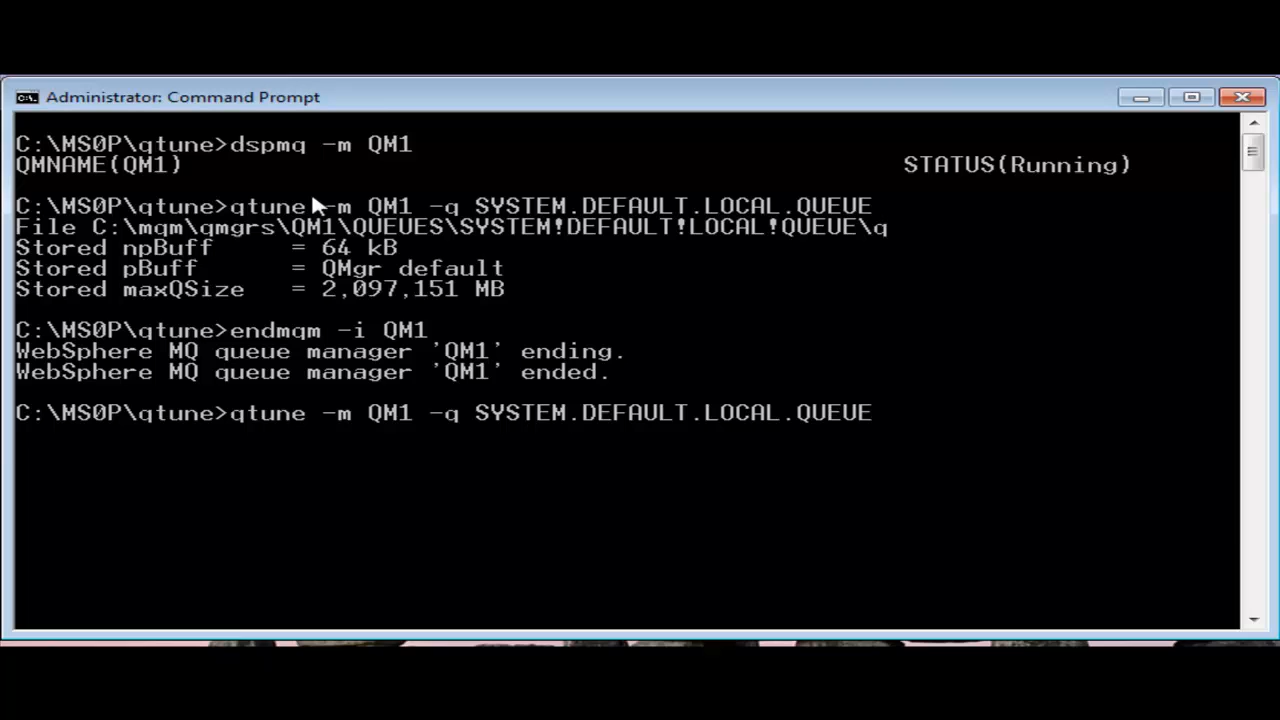 Administrator: Command Prompt
C:\MS0P\qtune>dspmq -m QM1
QMNAME(QM1) STATUS(Running)
C:\MS0P\qtune>qtune -m QM1 -q SYSTEM.DEFAULT.LOCAL.QUEUE
File C:\mqm\qmgrs\QM1\QUEUES\SYSTEM!DEFAULT!LOCAL!QUEUE\q
Stored npBuff = 64 kB
Stored pBuff = QMgr default
Stored maxQSize = 2,097,151 MB
C:\MS0P\qtune>endmqm -i QM1
WebSphere MQ queue manager 'QM1' ending.
WebSphere MQ queue manager 'QM1' ended.
C:\MS0P\qtune>qtune -m QM1 -q SYSTEM.DEFAULT.LOCAL.QUEUE